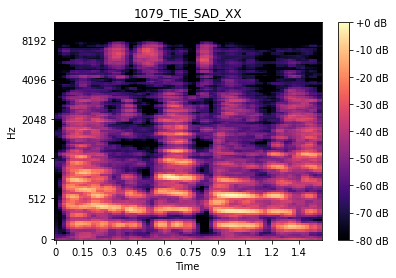 1079_TIE_SAD_XX
+0 dB
8192
-10 dB
4096
-20 dB
-30 dB
2048
Hz
-40 dB
1024
-50 dB
-60 dB
512
-70 dB
0
-80 dB
0 0.15 0.3 0.45 0.6 0.75 0.9 1.1 1.2 1.4
Time